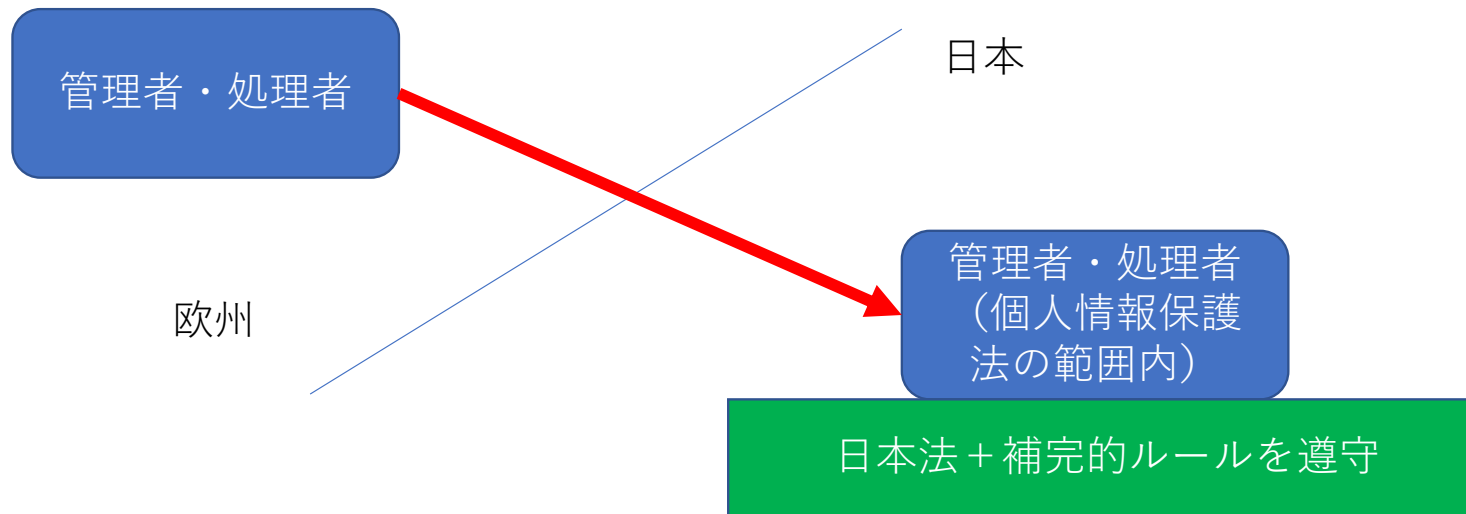 管理者・処理者
日本
欧州
管理者・処理者
（個人情報保護
法の範囲内）
日本法＋補完的ルールを遵守